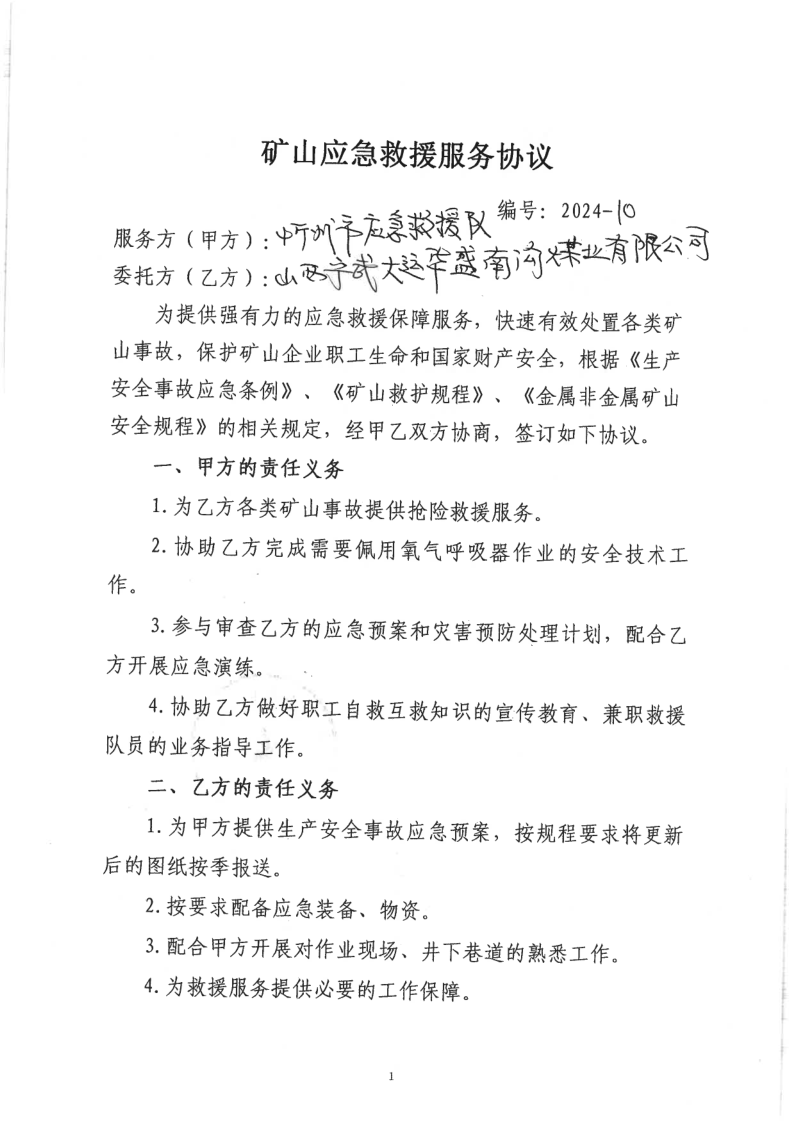 矿山应急救援服务协议
编号：2024-10
服务方（甲方）：忻州市应急救援队
委托方（乙方）：山西宁武大运华盛南沟煤业有限公司
为提供强有力的应急救援保障服务，快速有效处置各类矿
山事故，保护矿山企业职工生命和国家财产安全，根据《生产
安全事故应急条例》、《矿山救护规程》、《金属非金属矿山
安全规程》的相关规定，经甲乙双方协商，签订如下协议。
一、甲方的责任义务
1.为乙方各类矿山事故提供抢险救援服务。
2.协助乙方完成需要佩用氧气呼吸器作业的安全技术工
作。
3.参与审查乙方的应急预案和灾害预防处理计划，配合乙
方开展应急演练。
4.协助乙方做好职工自救互救知识的宣传教育、兼职救援
队员的业务指导工作。
二、乙方的责任义务
1.为甲方提供生产安全事故应急预案，按规程要求将更新
后的图纸按季报送。
2.按要求配备应急装备、物资。
3.配合甲方开展对作业现场、井下巷道的熟悉工作。
4.为救援服务提供必要的工作保障。
1